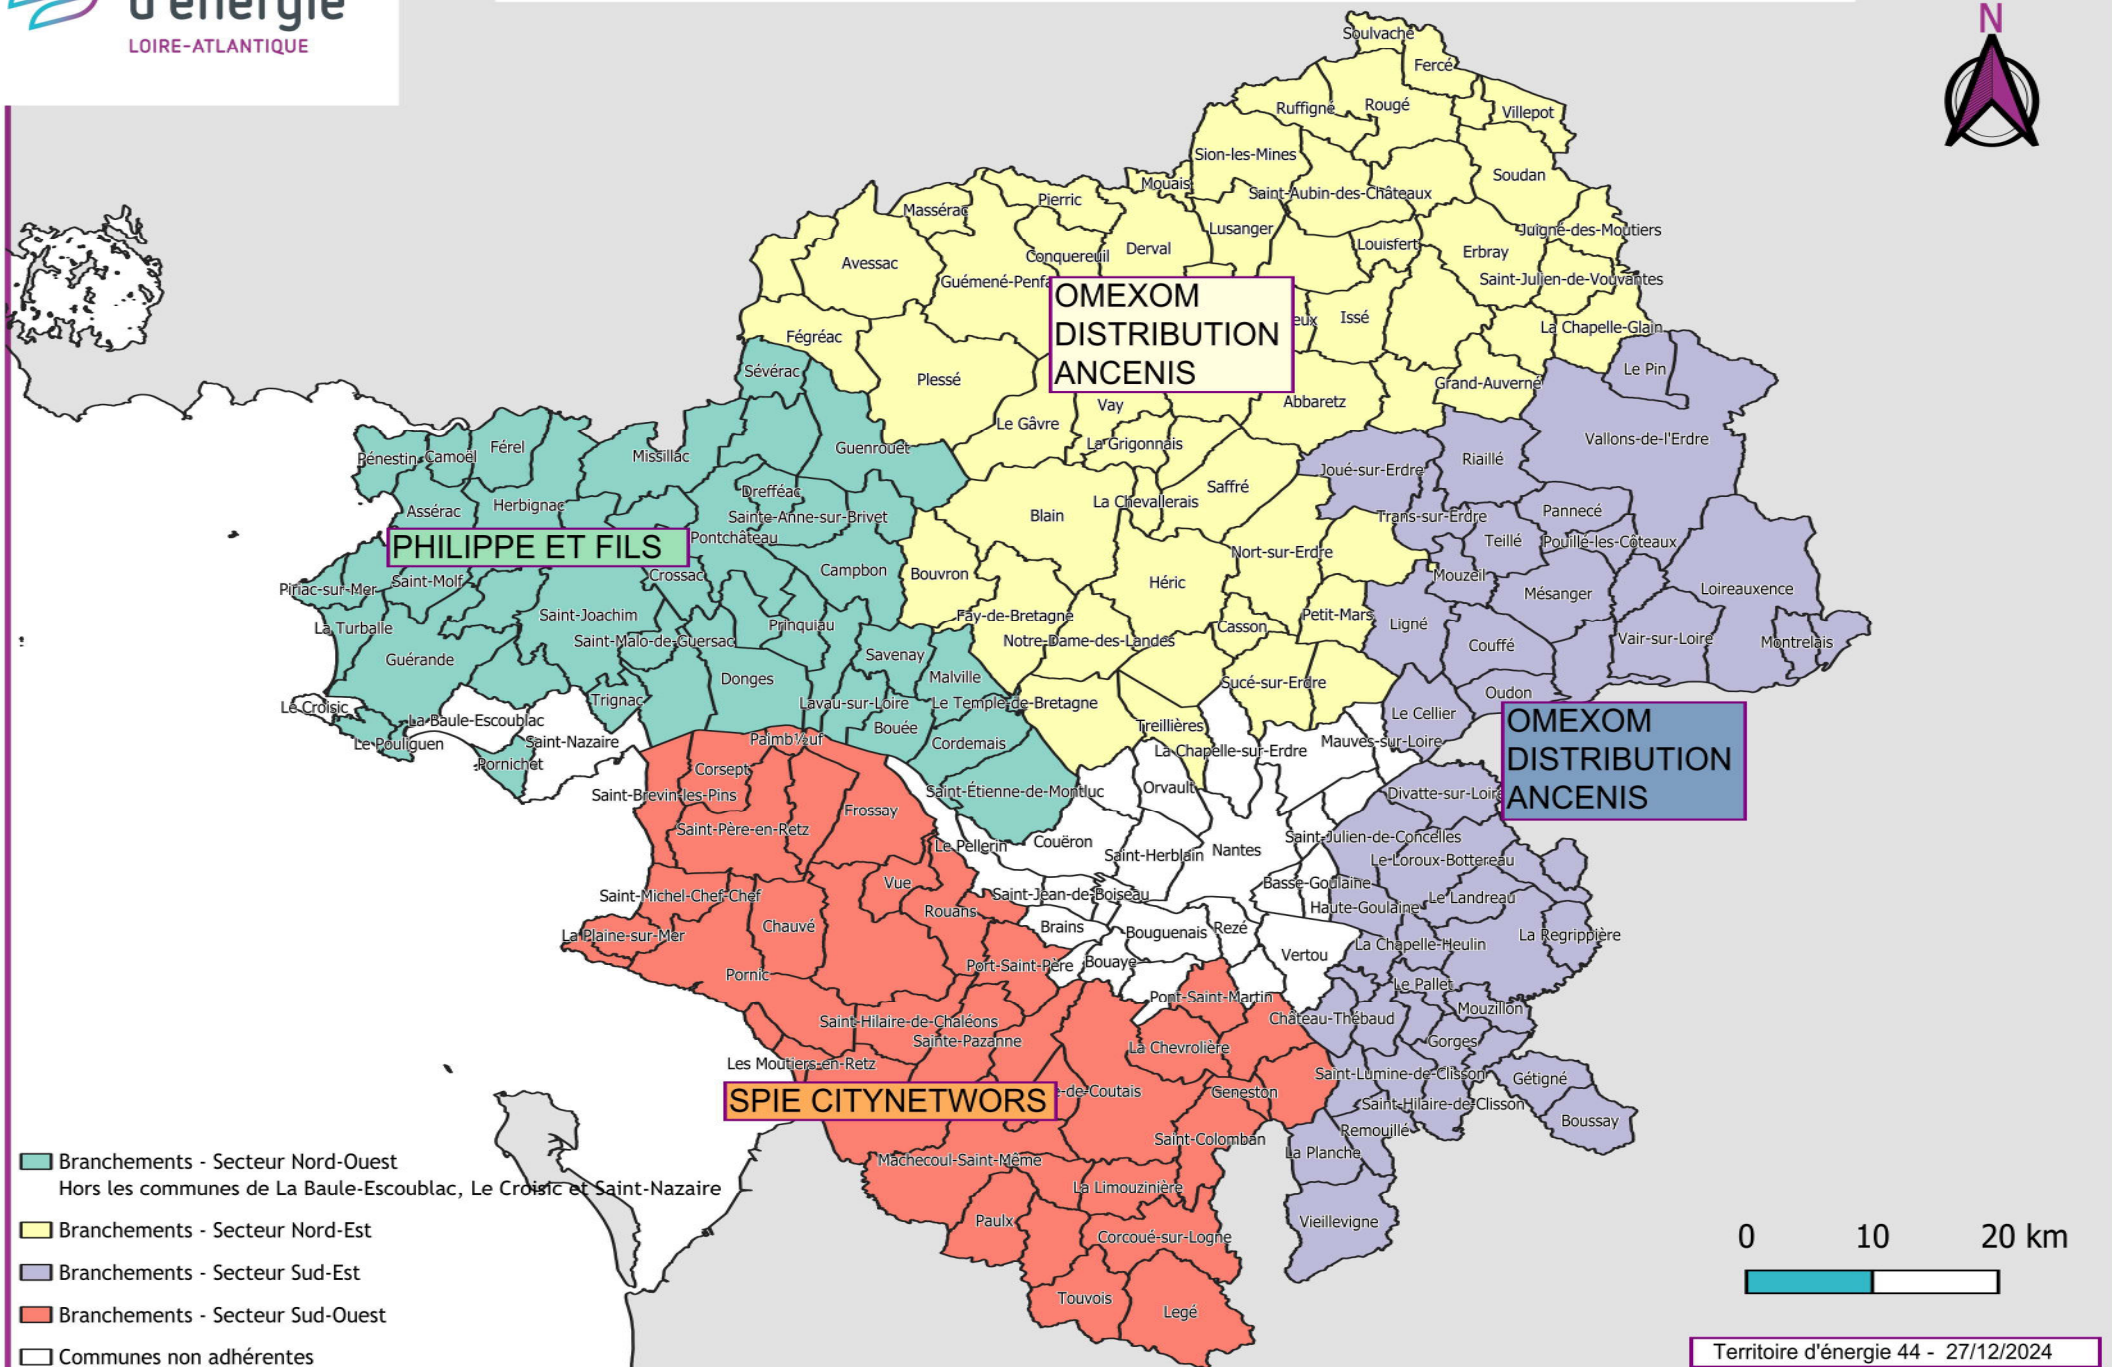 d'énergie
LOIRE-ATLANTIQUE
N
Soulvache
Fercé
Ruffigné
Rougé
Villepot
Sion-les-Mines
Soudan
Mouais
Saint-Aubin-des-Châteaux
Pierric
Massérac
Lusanger
Juigné-des-Moutiers
Louisfert
Erbray
Derval
Conquereuil
Avessac
Guémené-Penfa
Saint-Julien-de-Vouvantes
OMEXOM
DISTRIBUTION
ANCENIS
eux
Issé
La Chapelle-Glain
Fégréac
Sévérac
Le Pin
Plessé
Grand-Auverné
Abbaretz
Vay
Le Gâvre
La Grigonnais
Vallons-de-l'Erdre
Guenrouet
Férel
Pénestin
Camoël
Missillac
Riaillé
Joué-sur-Erdre
Saffré
Drefféac
La Chevallerais
Herbignac
Assérac
Sainte-Anne-sur-Brivet
Blain
Pannecé
Trans-sur-Erdre
Pontchâteau
PHILIPPE ET FILS
Teillé
Pouillé-les-Côteaux
Nort-sur-Erdre
Campbon
Bouvron
Crossac
Saint-Molf
Héric
Mouzeil
Piriac-sur-Mer
Mésanger
Loireauxence
Saint-Joachim
Fay-de-Bretagne
Petit-Mars
La Turballe
Prinquiau
Casson
Ligné
Saint-Malo-de-Guersac
Notre-Dame-des-Landes
Couffé
Vair-sur-Loire
Montrelais
Guérande
Savenay
Donges
Malville
Sucé-sur-Erdre
Oudon
Trignac
Lavau-sur-Loire
Le Temple-de-Bretagne
Le Croisic
Le Cellier
La Baule-Escoublac
Bouée
Treillières
OMEXOM
DISTRIBUTION
ANCENIS
Le Pouliguen
Saint-Nazaire
Paimb½uf
Cordemais
La Chapelle-sur-Erdre
Mauves-sur-Loire
Pornichet
Corsept
Saint-Brevin-les-Pins
Saint-Étienne-de-Montluc
Orvault
Divatte-sur-Loire
Frossay
Saint-Père-en-Retz
Le Pellerin
Couëron
Saint-Herblain
Nantes
Saint-Julien-de-Concelles
Le Loroux-Bottereau
Vue
Saint-Michel-Chef-Chef
Saint-Jean-de-Boiseau
Basse-Goulaine
Haute-Goulaine
Le Landreau
Rouans
Chauvé
Brains
Bouguenais
Rezé
La Plaine-sur-Mer
La Regrippière
La Chapelle-Heulin
Vertou
Port-Saint-Père
Bouaye
Pornic
Le Pallet
Pont-Saint-Martin
Mouzillon
Saint-Hilaire-de-Chaléons
Château-Thébaud
Sainte-Pazanne
Gorges
La Chevrolière
Les Moutiers-en-Retz
Saint-Lumine-de-Clisson
Gétigné
SPIE CITYNETWORS
-de-Coutais
Geneston
Saint-Hilaire-de-Clisson
Boussay
Remouillé
Saint-Colomban
La Planche
Machecoul-Saint-Même
La Limouzinière
Paulx
Vieillevigne
Corcoué-sur-Logne
Touvois
Legé
Branchements - Secteur Nord-Ouest
Hors les communes de La Baule-Escoublac, Le Croisic et Saint-Nazaire
Branchements - Secteur Nord-Est
Branchements - Secteur Sud-Est
Branchements - Secteur Sud-Ouest
Communes non adhérentes
0 10 20 km
Territoire d'énergie 44 - 27/12/2024